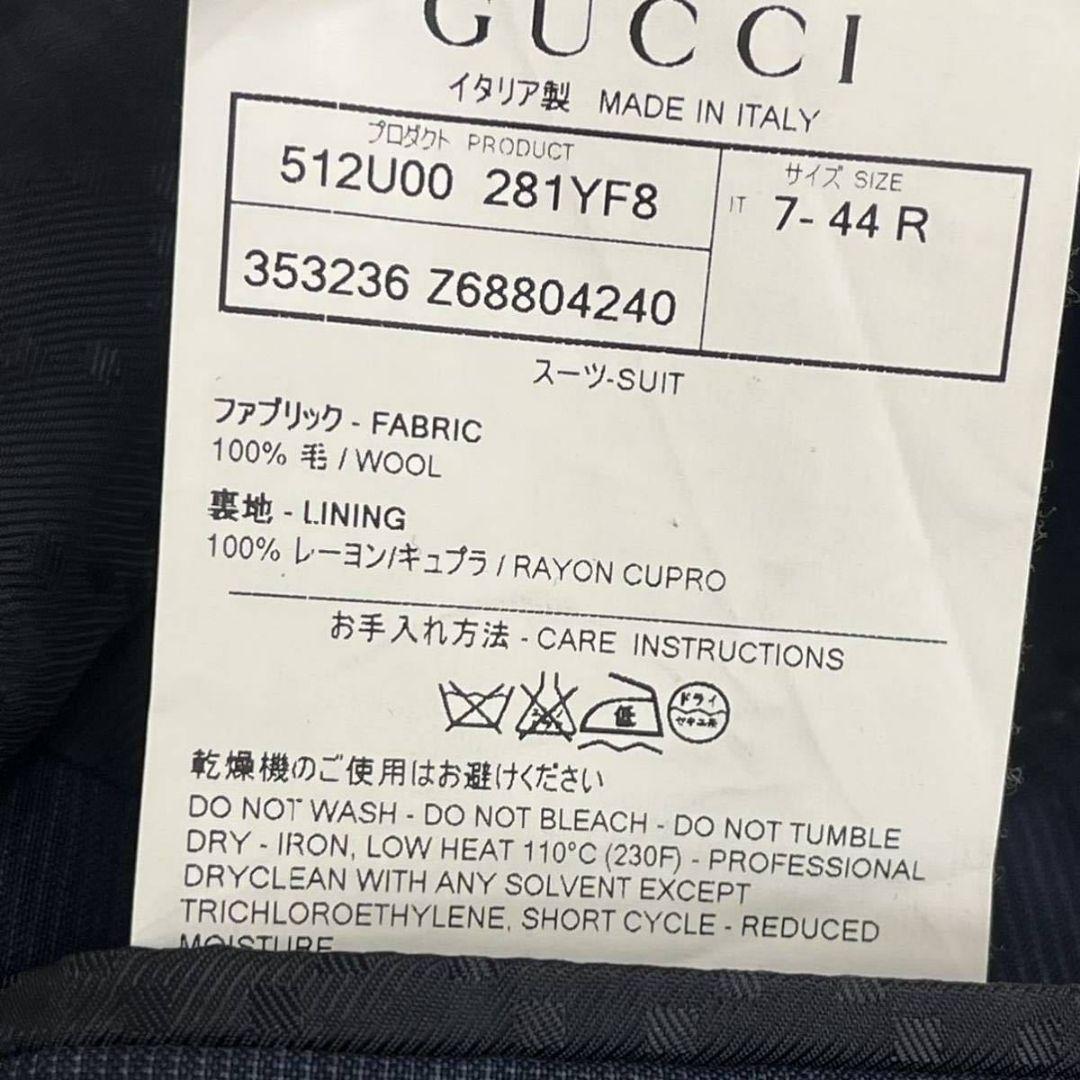 GUCCI
イタリア製 MADE IN ITALY
プロダクト PRODUCT
512U00 281YF8
サイズ SIZE
IT 7- 44 R
353236 Z68804240
スーツ-SUIT
ファブリック - FABRIC
100% 毛 / WOOL
裏地 - LINING
100% レーヨン/キュプラ / RAYON CUPRO
お手入れ方法 - CARE INSTRUCTIONS
低
ドライ
セキユ系
乾燥機のご使用はお避けください
DO NOT WASH - DO NOT BLEACH - DO NOT TUMBLE
DRY - IRON, LOW HEAT 110°C (230F) - PROFESSIONAL
DRYCLEAN WITH ANY SOLVENT EXCEPT
TRICHLOROETHYLENE, SHORT CYCLE - REDUCED
MOISTURE